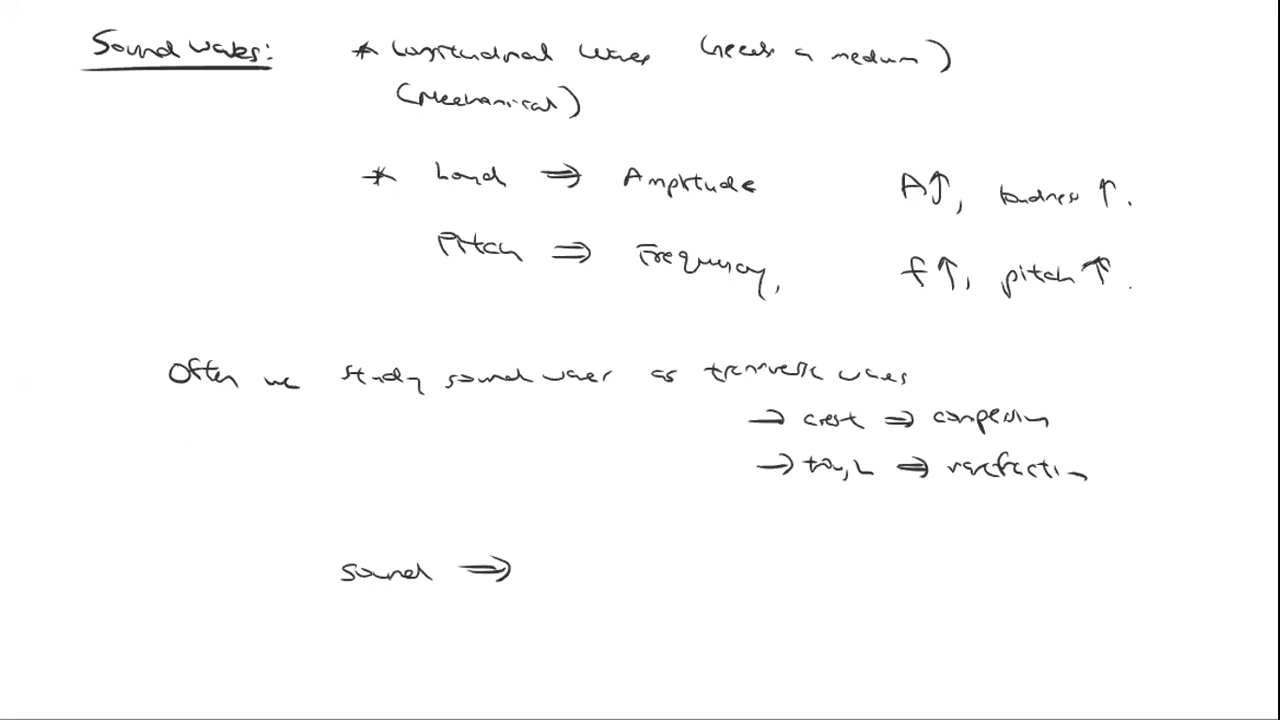 Sound waves: * Longitudinal waves (needs a medium)
(Mechanical)
* Loud ⇒ Amplitude A↑, loudness ↑.
Pitch ⇒ Frequency, f↑, pitch ↑.
Often we study sound waves as transverse waves
→ crest ⇒ compression
→ trough ⇒ rarefaction
sound ⇒